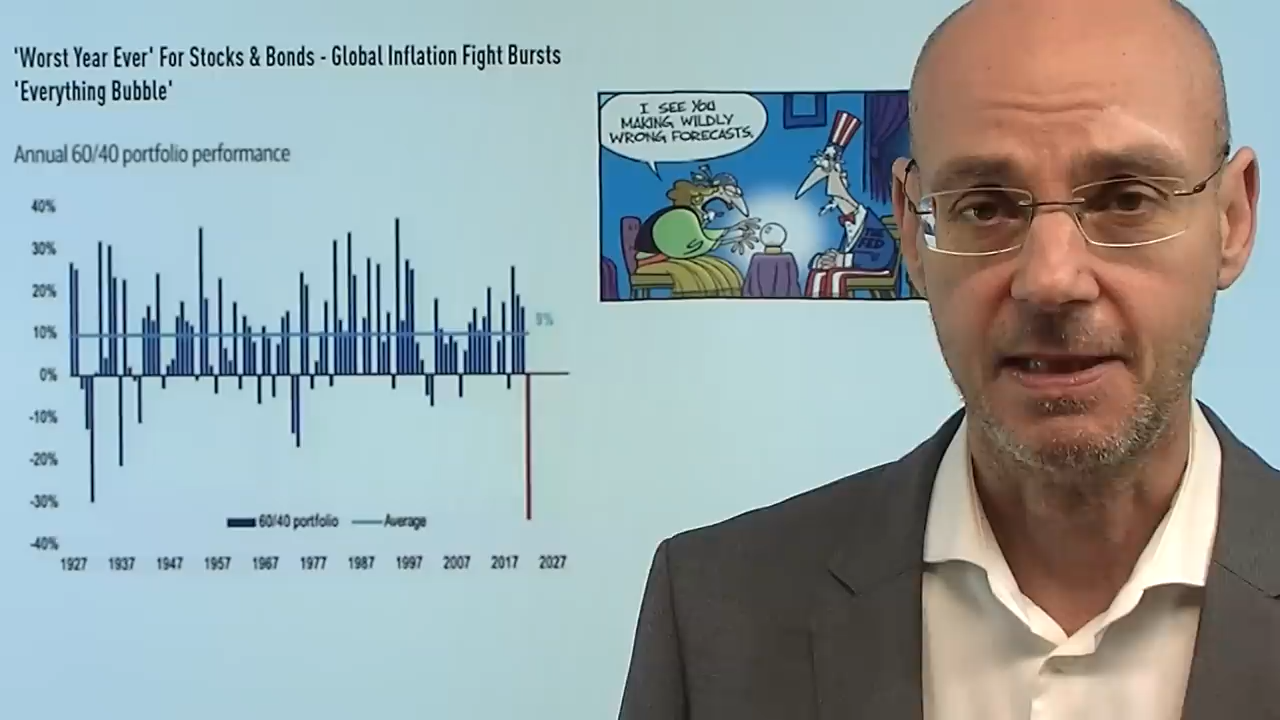 'Worst Year Ever' For Stocks & Bonds - Global Inflation Fight Bursts
'Everything Bubble'
Annual 60/40 portfolio performance
40%
30%
20%
10%
0%
-10%
-20%
-30%
-40%
9%
60/40 portfolio
Average
1927 1937 1947 1957 1967 1977 1987 1997 2007 2017 2027
I SEE YOU
MAKING WILDLY
WRONG FORECASTS.
THE
FED